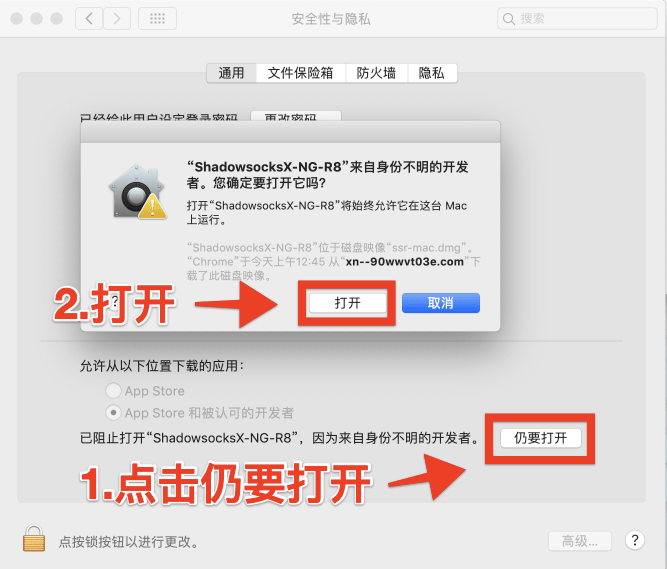 安全性与隐私
搜索
通用 文件保险箱 防火墙 隐私
已经给此用户设定登录密码 更改密码
“ShadowsocksX-NG-R8”来自身份不明的开发
者。您确定要打开它吗?
打开“ShadowsocksX-NG-R8”将始终允许它在这台 Mac
上运行。
“ShadowsocksX-NG-R8”位于磁盘映像“ssr-mac.dmg”。
“Chrome”于今天上午12:45 从“xn--90wwvt03e.com”下
载了此磁盘映像。
?
2.打开
打开 取消
允许从以下位置下载的应用:
App Store
App Store 和被认可的开发者
已阻止打开“ShadowsocksX-NG-R8”,因为来自身份不明的开发者。 仍要打开
1.点击仍要打开
点按锁按钮以进行更改。 高级... ?